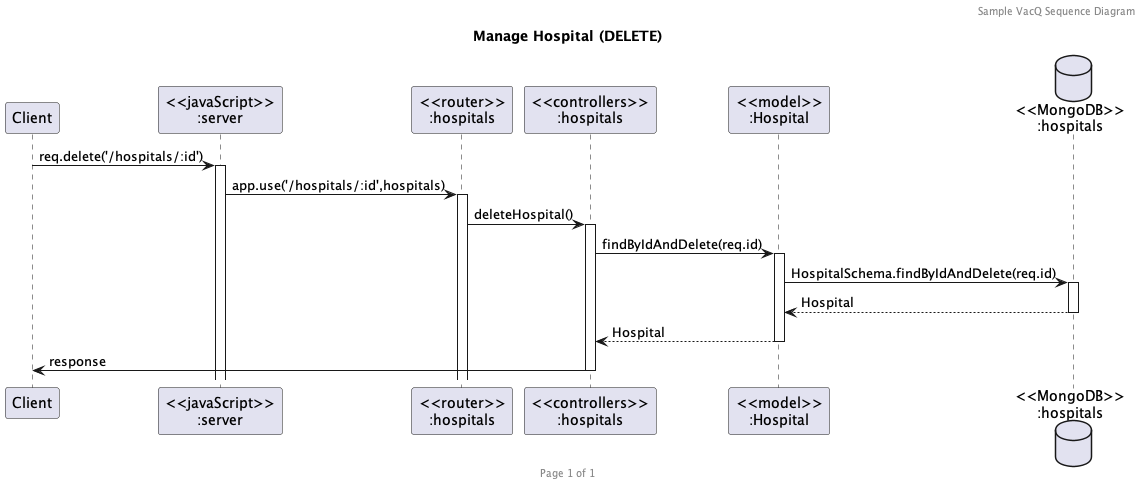 Sample VacQ Sequence Diagram
Manage Hospital (DELETE)
Client
<<javaScript>>
:server
<<router>>
:hospitals
<<controllers>>
:hospitals
<<model>>
:Hospital
<<MongoDB>>
:hospitals
req.delete('/hospitals/:id')
app.use('/hospitals/:id',hospitals)
deleteHospital()
findByIdAndDelete(req.id)
HospitalSchema.findByIdAndDelete(req.id)
Hospital
Hospital
response
Client
<<javaScript>>
:server
<<router>>
:hospitals
<<controllers>>
:hospitals
<<model>>
:Hospital
<<MongoDB>>
:hospitals
Page 1 of 1